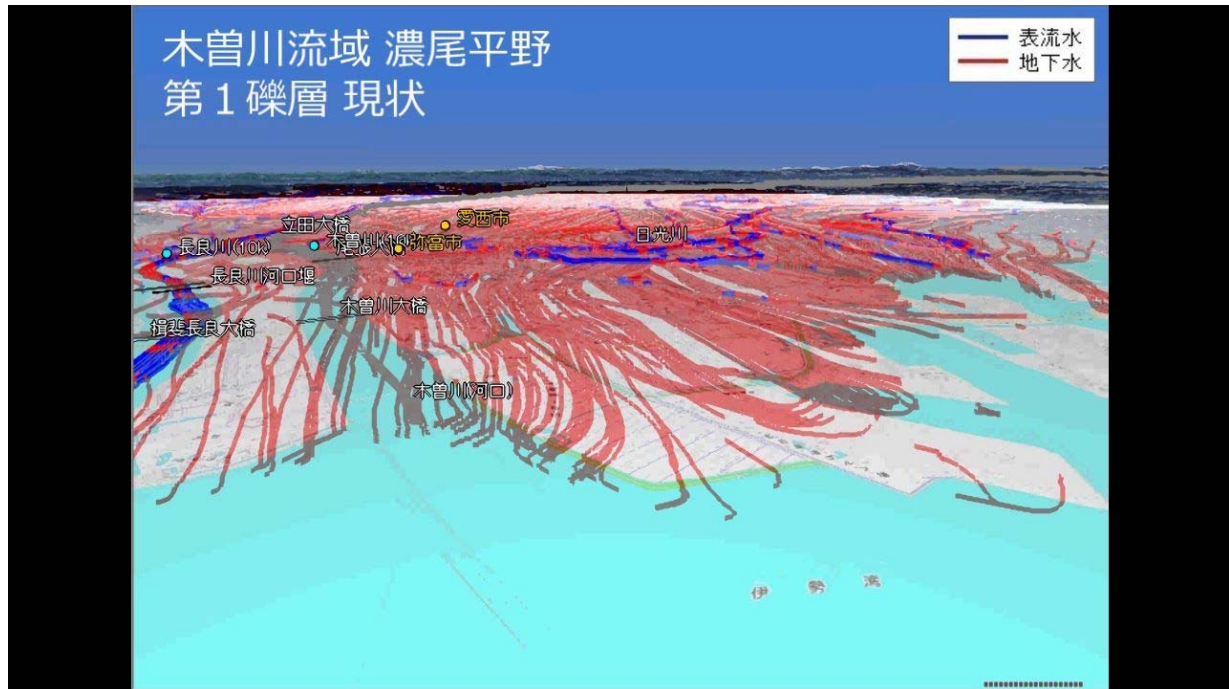 木曽川流域 濃尾平野
第1礫層 現状
表流水
地下水
愛西市
立田大橋
日光川
長良川(10k)
弥富市
長良川河口堰
木曽川大橋
揖斐長良大橋
木曽川(河口)
伊勢湾